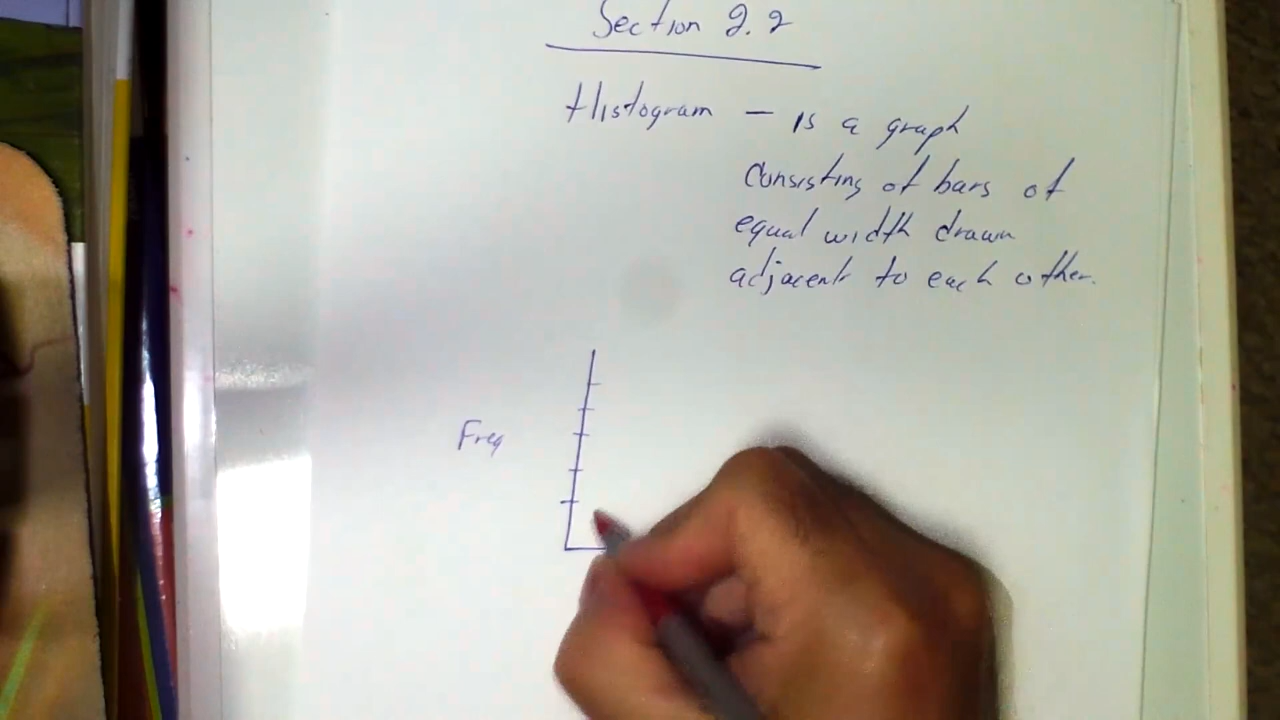 Section 2.2
Histogram - is a graph
consisting of bars of
equal width drawn
adjacent to each other.
Freq